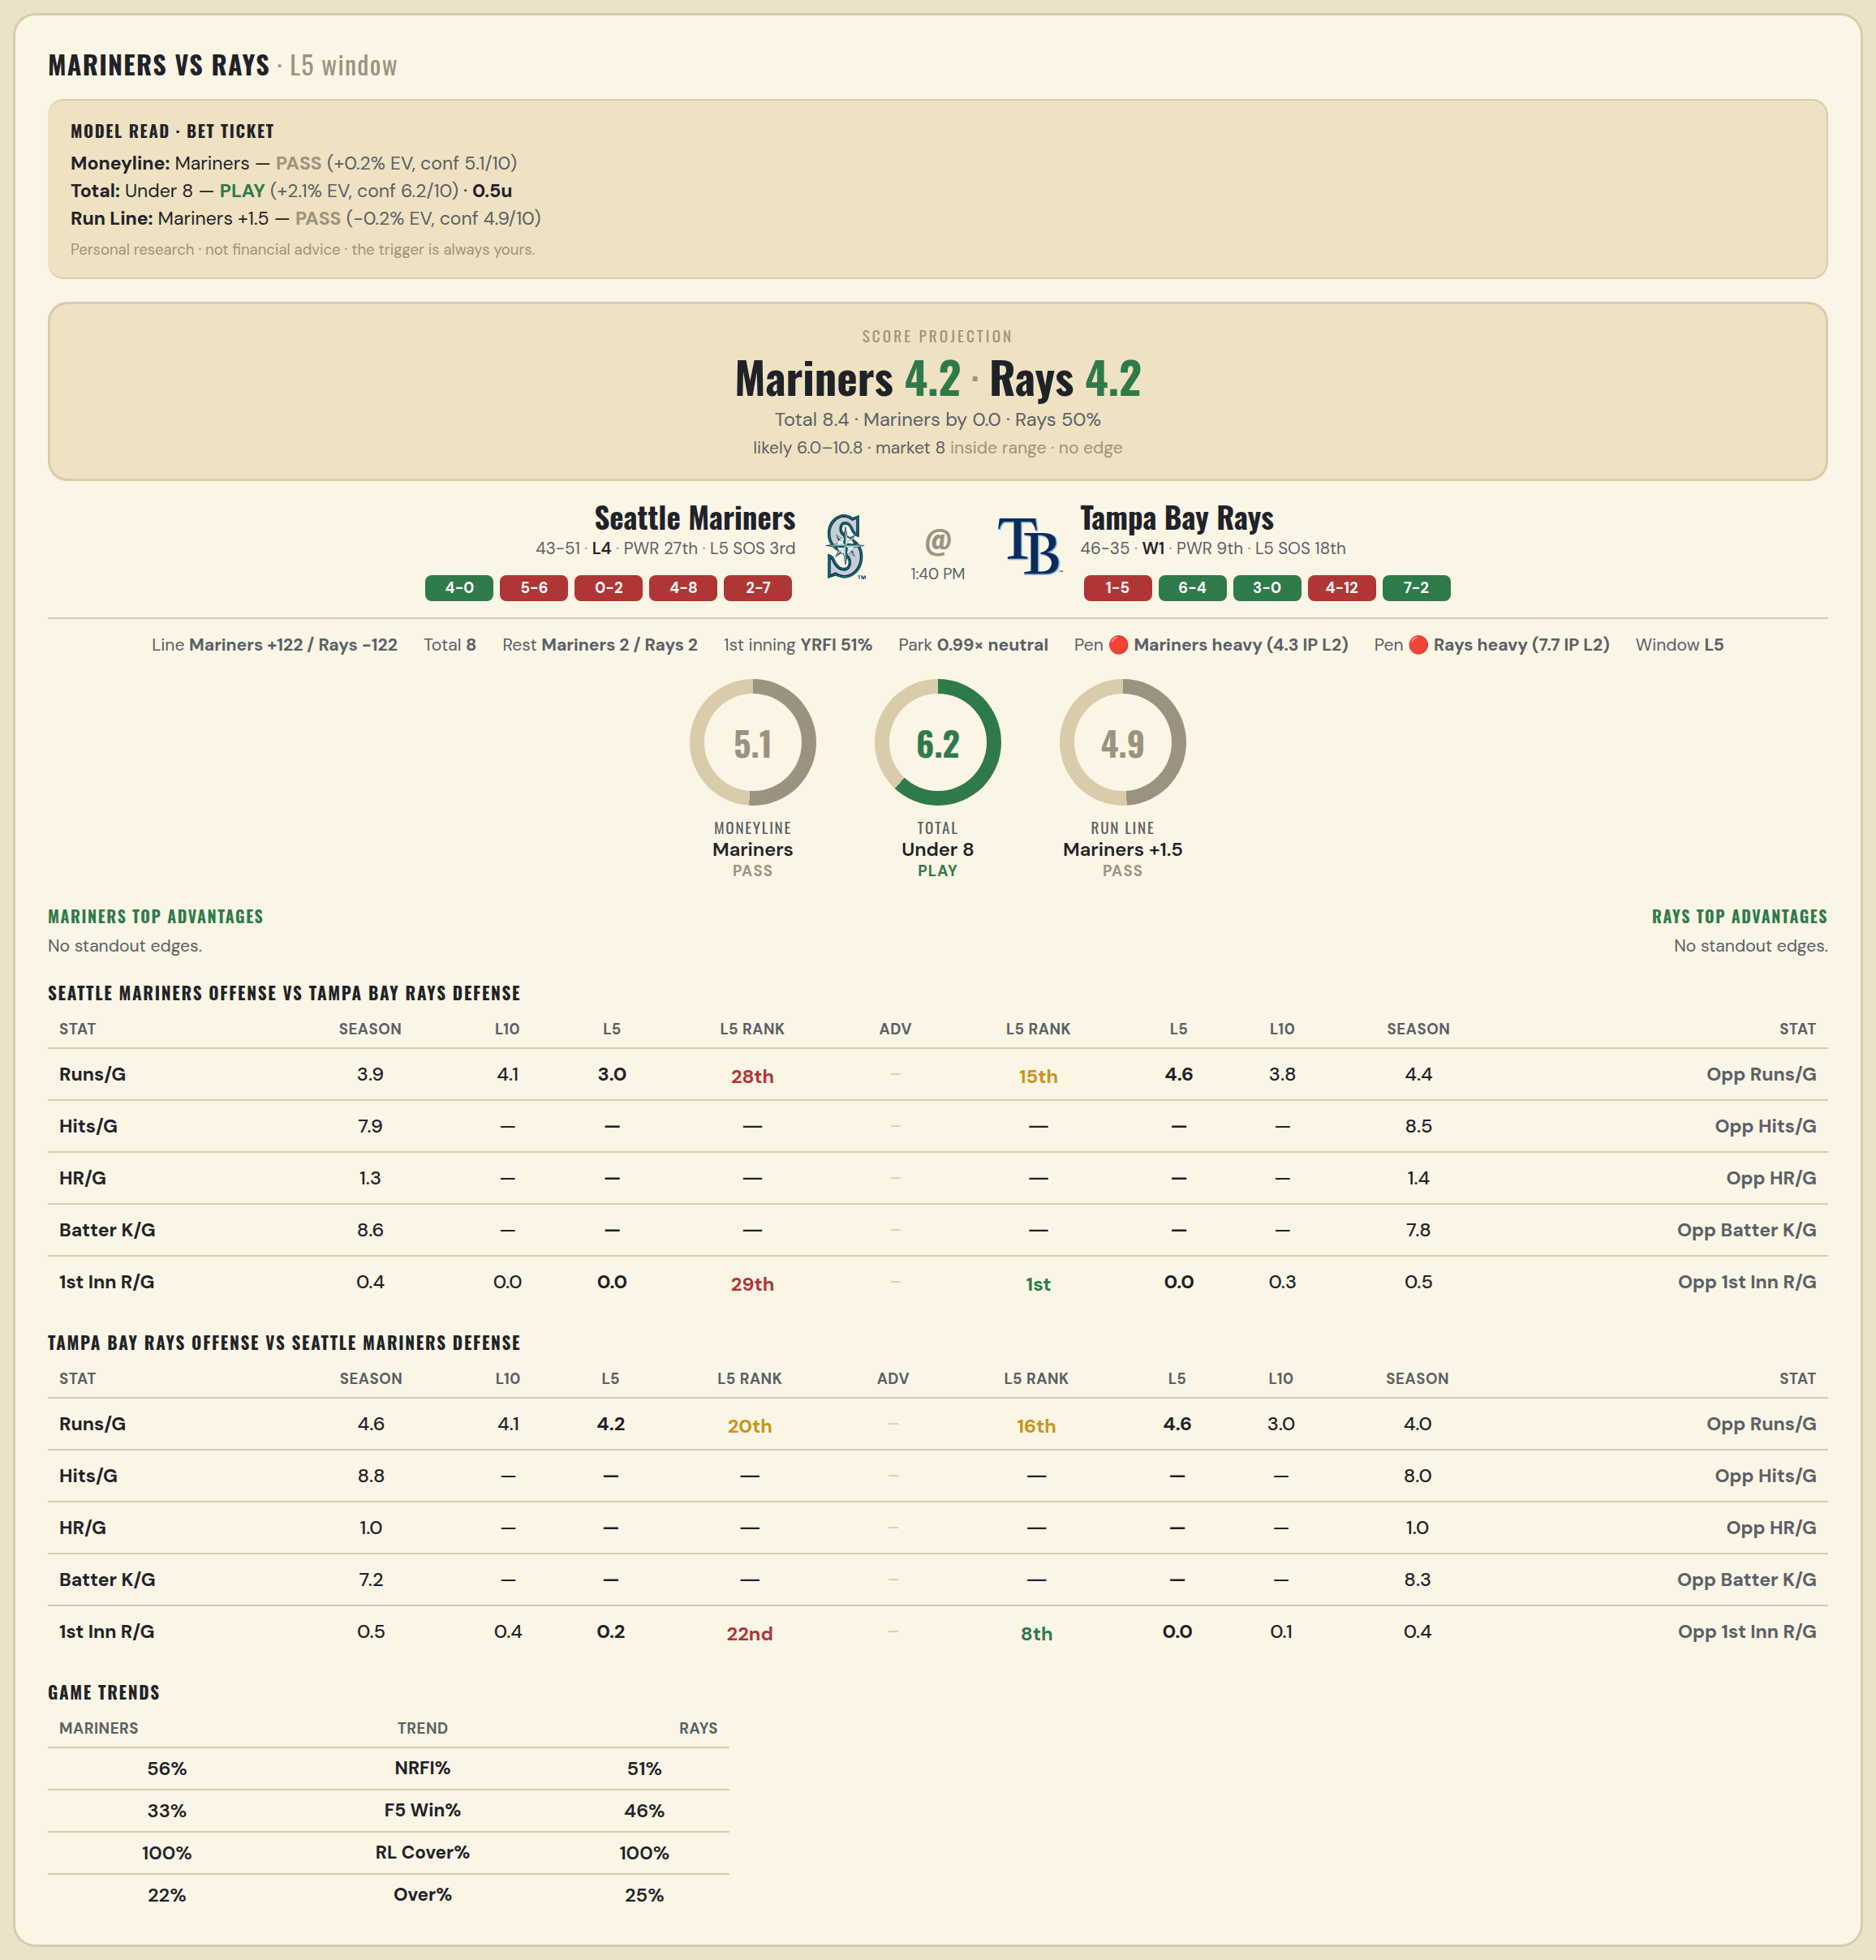 MARINERS VS RAYS · L5 window
MODEL READ · BET TICKET
Moneyline: Mariners — PASS (+0.2% EV, conf 5.1/10)
Total: Under 8 — PLAY (+2.1% EV, conf 6.2/10) · 0.5u
Run Line: Mariners +1.5 — PASS (-0.2% EV, conf 4.9/10)
Personal research · not financial advice · the trigger is always yours.
SCORE PROJECTION
Mariners 4.2 · Rays 4.2
Total 8.4 · Mariners by 0.0 · Rays 50%
likely 6.0–10.8 · market 8 inside range · no edge
Seattle Mariners S TM @ TB Tampa Bay Rays
43-51 · L4 · PWR 27th · L5 SOS 3rd 46-35 · W1 · PWR 9th · L5 SOS 18th
1:40 PM
4-0 5-6 0-2 4-8 2-7 1-5 6-4 3-0 4-12 7-2
Line Mariners +122 / Rays -122 Total 8 Rest Mariners 2 / Rays 2 1st inning YRFI 51% Park 0.99× neutral Pen 🔴 Mariners heavy (4.3 IP L2) Pen 🔴 Rays heavy (7.7 IP L2) Window L5
5.1 6.2 4.9
MONEYLINE TOTAL RUN LINE
Mariners Under 8 Mariners +1.5
PASS PLAY PASS
MARINERS TOP ADVANTAGES RAYS TOP ADVANTAGES
No standout edges. No standout edges.
SEATTLE MARINERS OFFENSE VS TAMPA BAY RAYS DEFENSE
STAT SEASON L10 L5 L5 RANK ADV L5 RANK L5 L10 SEASON STAT
Runs/G 3.9 4.1 3.0 28th – 15th 4.6 3.8 4.4 Opp Runs/G
Hits/G 7.9 — — — – — — — 8.5 Opp Hits/G
HR/G 1.3 — — — – — — — 1.4 Opp HR/G
Batter K/G 8.6 — — — – — — — 7.8 Opp Batter K/G
1st Inn R/G 0.4 0.0 0.0 29th – 1st 0.0 0.3 0.5 Opp 1st Inn R/G
TAMPA BAY RAYS OFFENSE VS SEATTLE MARINERS DEFENSE
STAT SEASON L10 L5 L5 RANK ADV L5 RANK L5 L10 SEASON STAT
Runs/G 4.6 4.1 4.2 20th – 16th 4.6 3.0 4.0 Opp Runs/G
Hits/G 8.8 — — — – — — — 8.0 Opp Hits/G
HR/G 1.0 — — — – — — — 1.0 Opp HR/G
Batter K/G 7.2 — — — – — — — 8.3 Opp Batter K/G
1st Inn R/G 0.5 0.4 0.2 22nd – 8th 0.0 0.1 0.4 Opp 1st Inn R/G
GAME TRENDS
MARINERS TREND RAYS
56% NRFI% 51%
33% F5 Win% 46%
100% RL Cover% 100%
22% Over% 25%